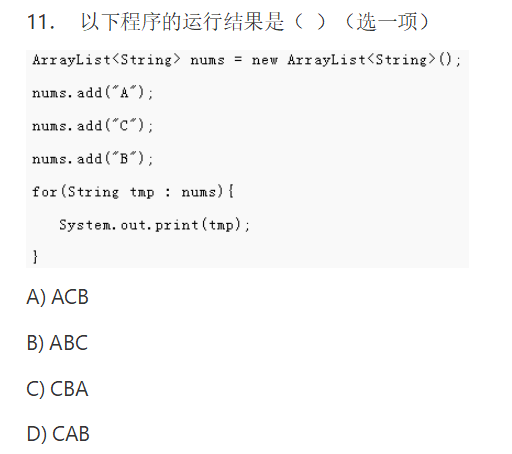 11. 以下程序的运行结果是（ ）（选一项）
ArrayList<String> nums = new ArrayList<String>();
nums.add("A");
nums.add("C");
nums.add("B");
for(String tmp : nums){
System.out.print(tmp);
}
A) ACB
B) ABC
C) CBA
D) CAB